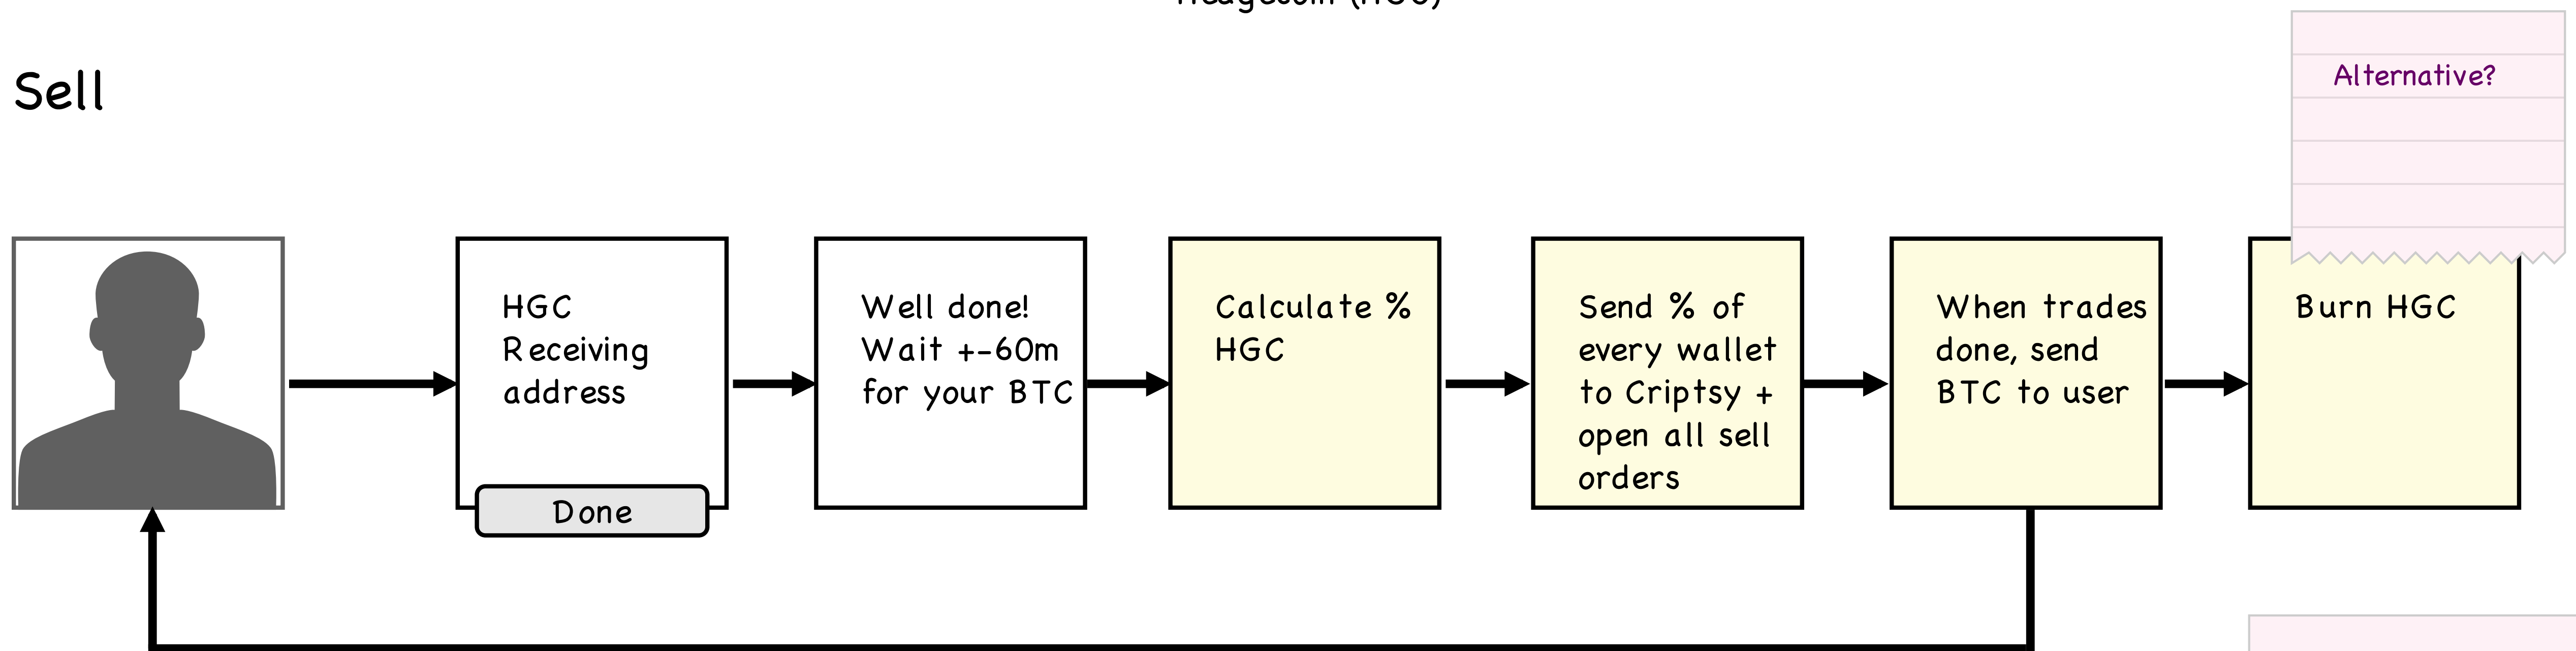 (HGC)
Sell
Alternative?
HGC
Receiving
address
Done
Well done!
Wait +-60m
for your BTC
Calculate %
HGC
Send % of
every wallet
to Criptsy +
open all sell
orders
When trades
done, send
BTC to user
Burn HGC